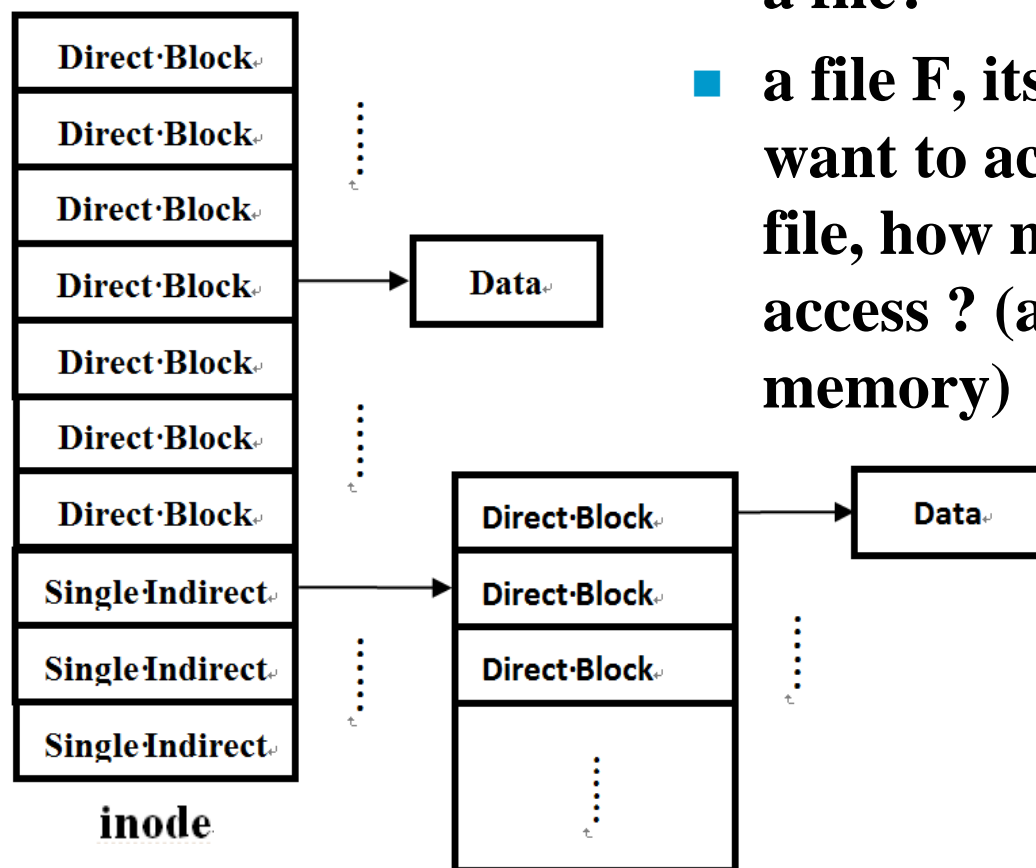 Direct·Block
Direct·Block
Direct·Block
Direct·Block
Direct·Block
Direct·Block
Direct·Block
Single·Indirect
Single·Indirect
Single·Indirect
inode
Data
Direct·Block
Direct·Block
Direct·Block
Data
a file?
a file F, its
want to ac
file, how
access ? (a
memory)